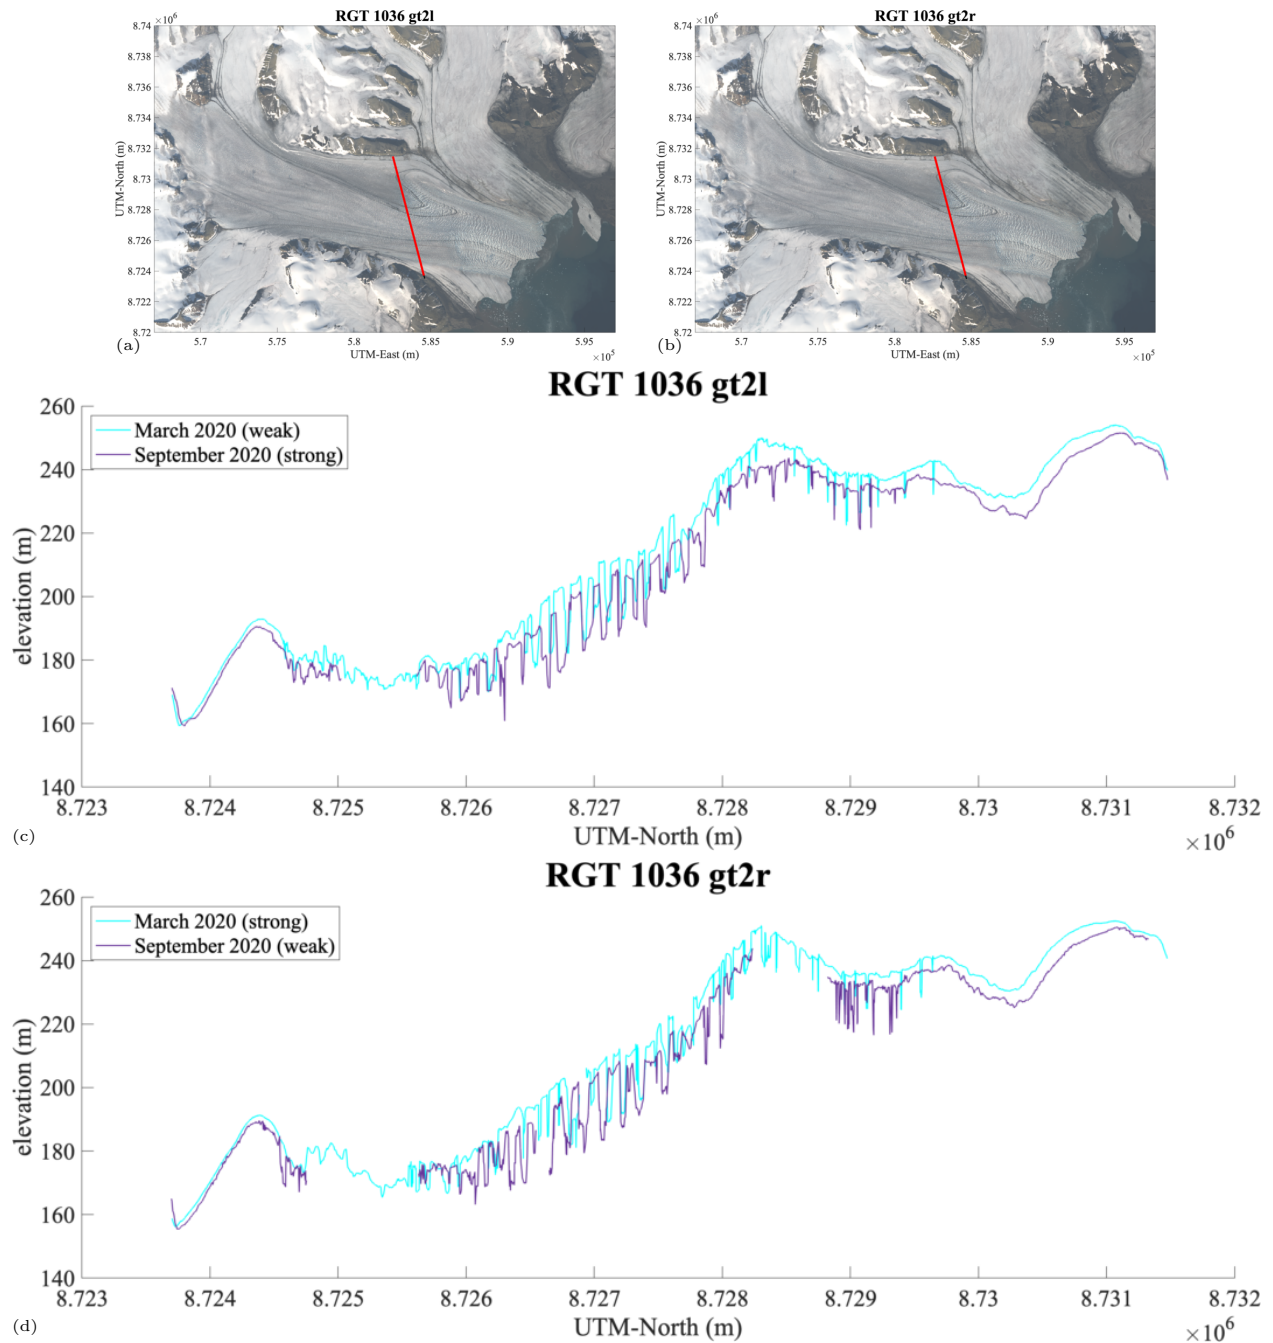 RGT 1036 gt2l
RGT 1036 gt2r
×10⁶
8.74
8.738
8.736
8.734
8.732
8.73
8.728
8.726
8.724
8.722
8.72
UTM-North (m)
5.7 5.75 5.8 5.85 5.9 5.95
UTM-East (m)
×10⁵
(a)
×10⁶
8.74
8.738
8.736
8.734
8.732
8.73
8.728
8.726
8.724
8.722
8.72
UTM-North (m)
5.7 5.75 5.8 5.85 5.9 5.95
UTM-East (m)
×10⁵
(b)
RGT 1036 gt2l
March 2020 (weak)
September 2020 (strong)
260
240
220
200
180
160
140
elevation (m)
8.723 8.724 8.725 8.726 8.727 8.728 8.729 8.73 8.731 8.732
UTM-North (m)
×10⁶
(c)
RGT 1036 gt2r
March 2020 (strong)
September 2020 (weak)
260
240
220
200
180
160
140
elevation (m)
8.723 8.724 8.725 8.726 8.727 8.728 8.729 8.73 8.731 8.732
UTM-North (m)
×10⁶
(d)